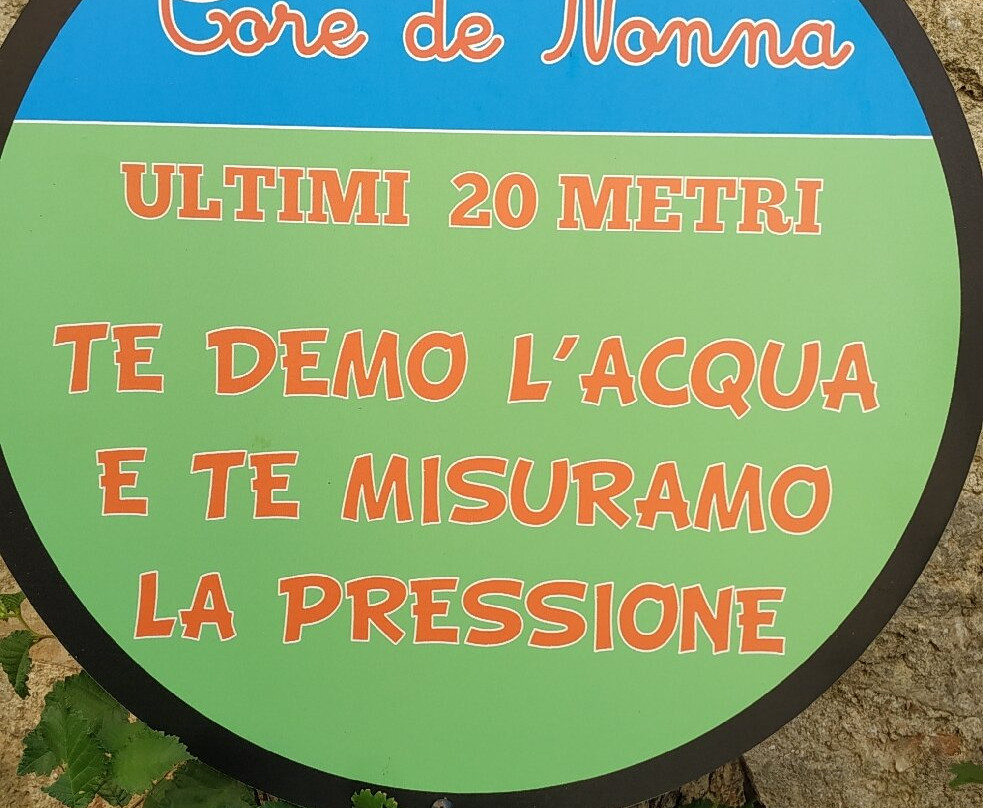 Core de Nonna
ULTIMI 20 METRI
TE DEMO L'ACQUA
E TE MISURAMO
LA PRESSIONE